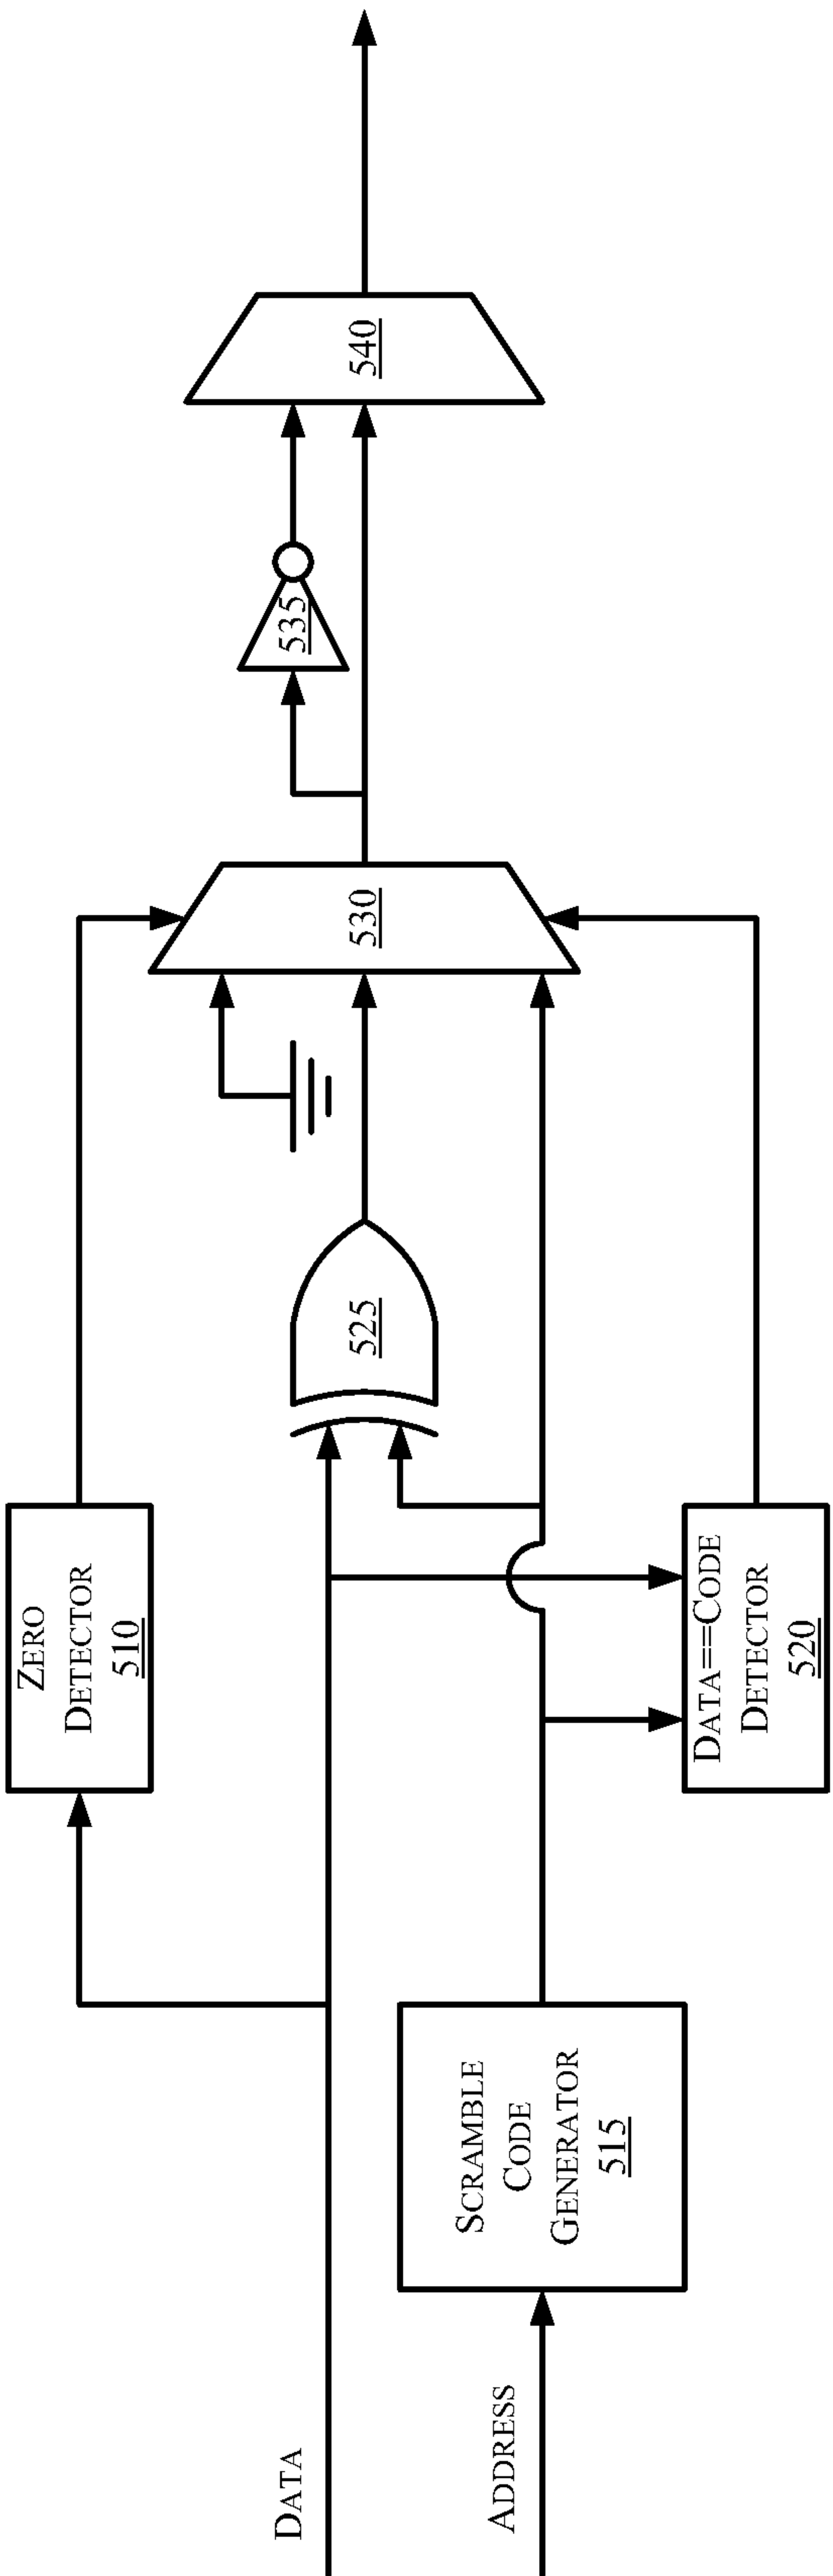 ZERO
DETECTOR
510
DATA
ADDRESS
SCRAMBLE
CODE
GENERATOR
515
DATA==CODE
DETECTOR
520
525
530
535
540